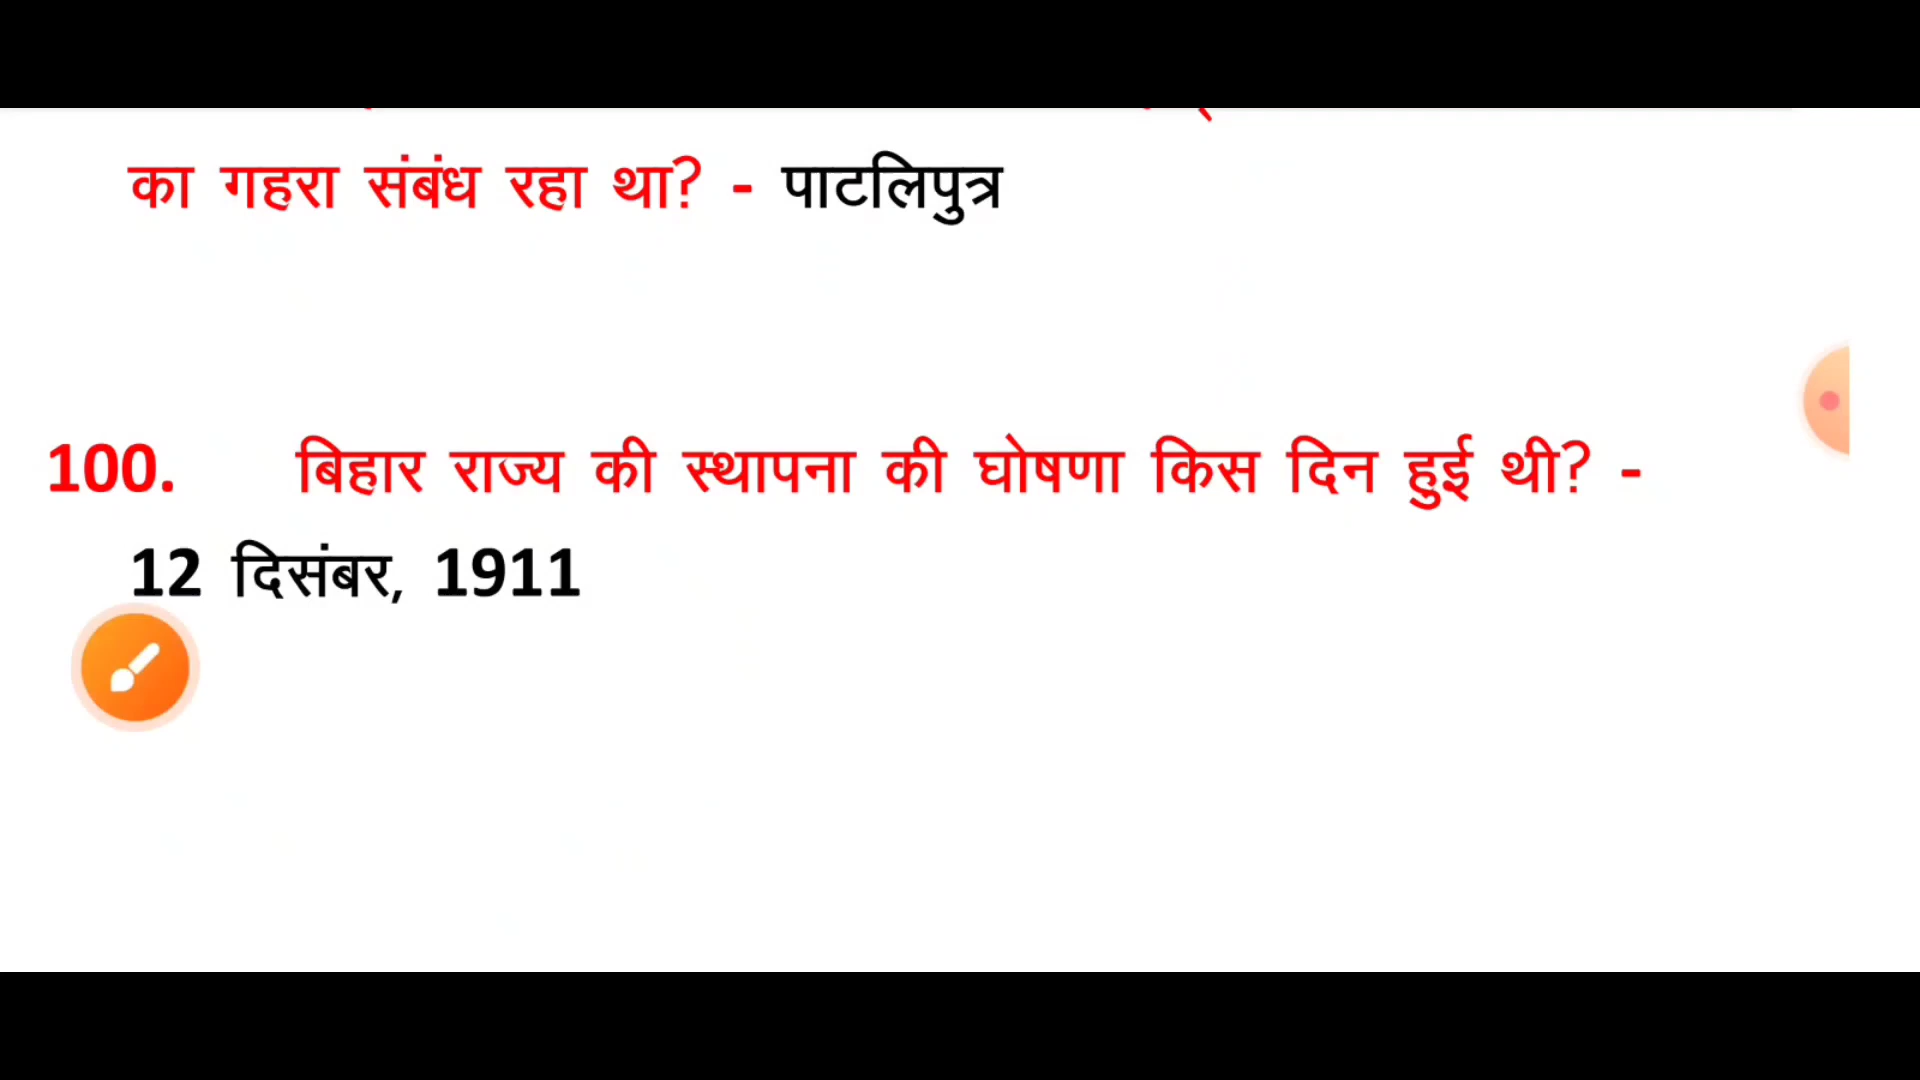 का गहरा संबंध रहा था? - पाटलिपुत्र
100. बिहार राज्य की स्थापना की घोषणा किस दिन हुई थी? -
12 दिसंबर, 1911